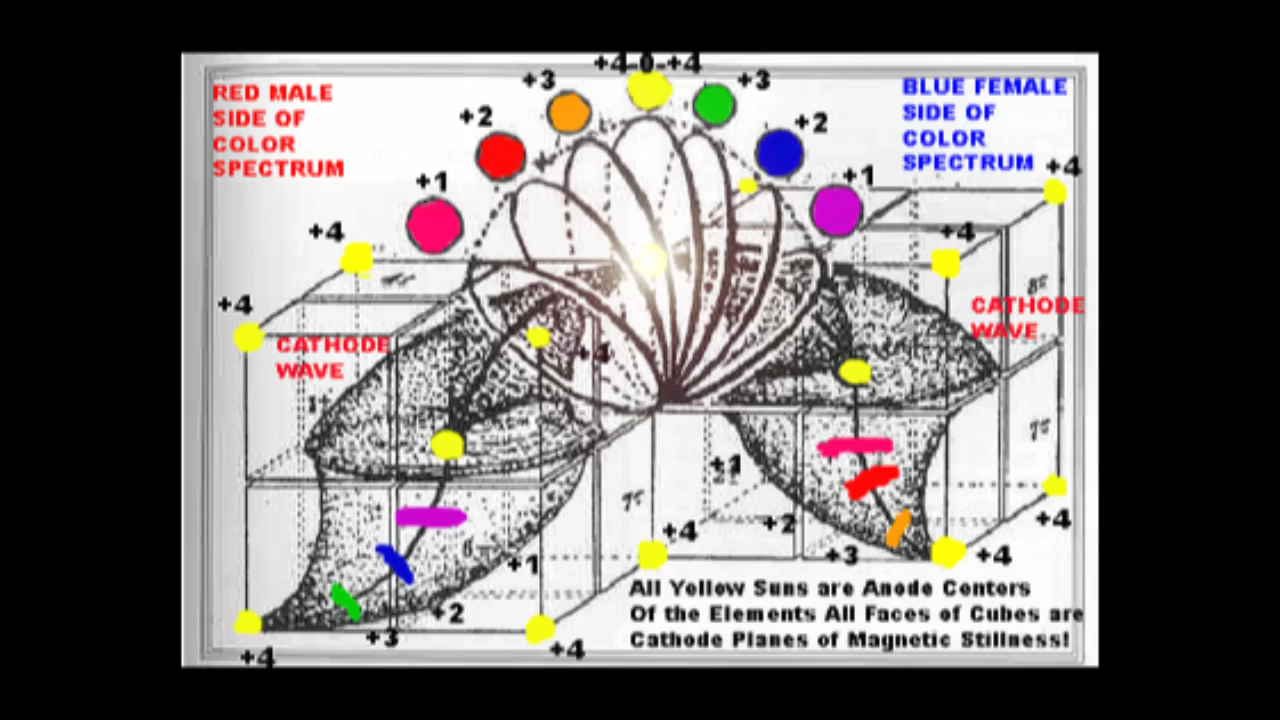 +4-0-+4
+3
+3
+2
+2
+1
+1
RED MALE
SIDE OF
COLOR
SPECTRUM
BLUE FEMALE
SIDE OF
COLOR
SPECTRUM
+4
+4
+4
+4
CATHODE
WAVE
CATHODE
WAVE
+4
+1
+2
+3
+4
+4
+4
+1
+2
+3
+4
+4
All Yellow Suns are Anode Centers
Of the Elements All Faces of Cubes are
Cathode Planes of Magnetic Stillness!